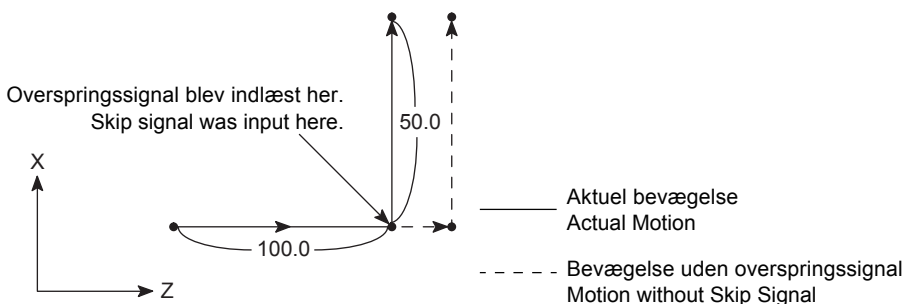 Overspringssignal blev indlæst her.
Skip signal was input here.
50.0
X
100.0
Z
Aktuel bevægelse
Actual Motion
Bevægelse uden overspringssignal
Motion without Skip Signal